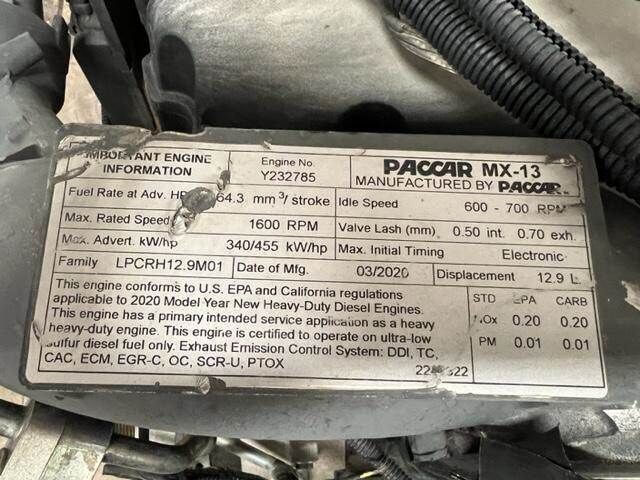 IMPORTANT ENGINE INFORMATION
Engine No. Y232785
PACCAR MX-13
MANUFACTURED BY PACCAR
Fuel Rate at Adv. 64.3 mm³/stroke
Idle Speed 600 - 700 RPM
Max. Rated Speed 1600 RPM
Valve Lash (mm) 0.50 int. 0.70 exh.
Max. Advert. kW/hp 340/455 kW/hp
Max. Initial Timing Electronic
Family LPCRH12.9M01
Date of Mfg. 03/2020
Displacement 12.9 L
This engine conforms to U.S. EPA and California regulations
applicable to 2020 Model Year New Heavy-Duty Diesel Engines.
This engine has a primary intended service application as a heavy
heavy-duty engine. This engine is certified to operate on ultra-low
sulfur diesel fuel only. Exhaust Emission Control System: DDI, TC,
CAC, ECM, EGR-C, OC, SCR-U, PTOX
STD EPA CARB
NOx 0.20 0.20
PM 0.01 0.01